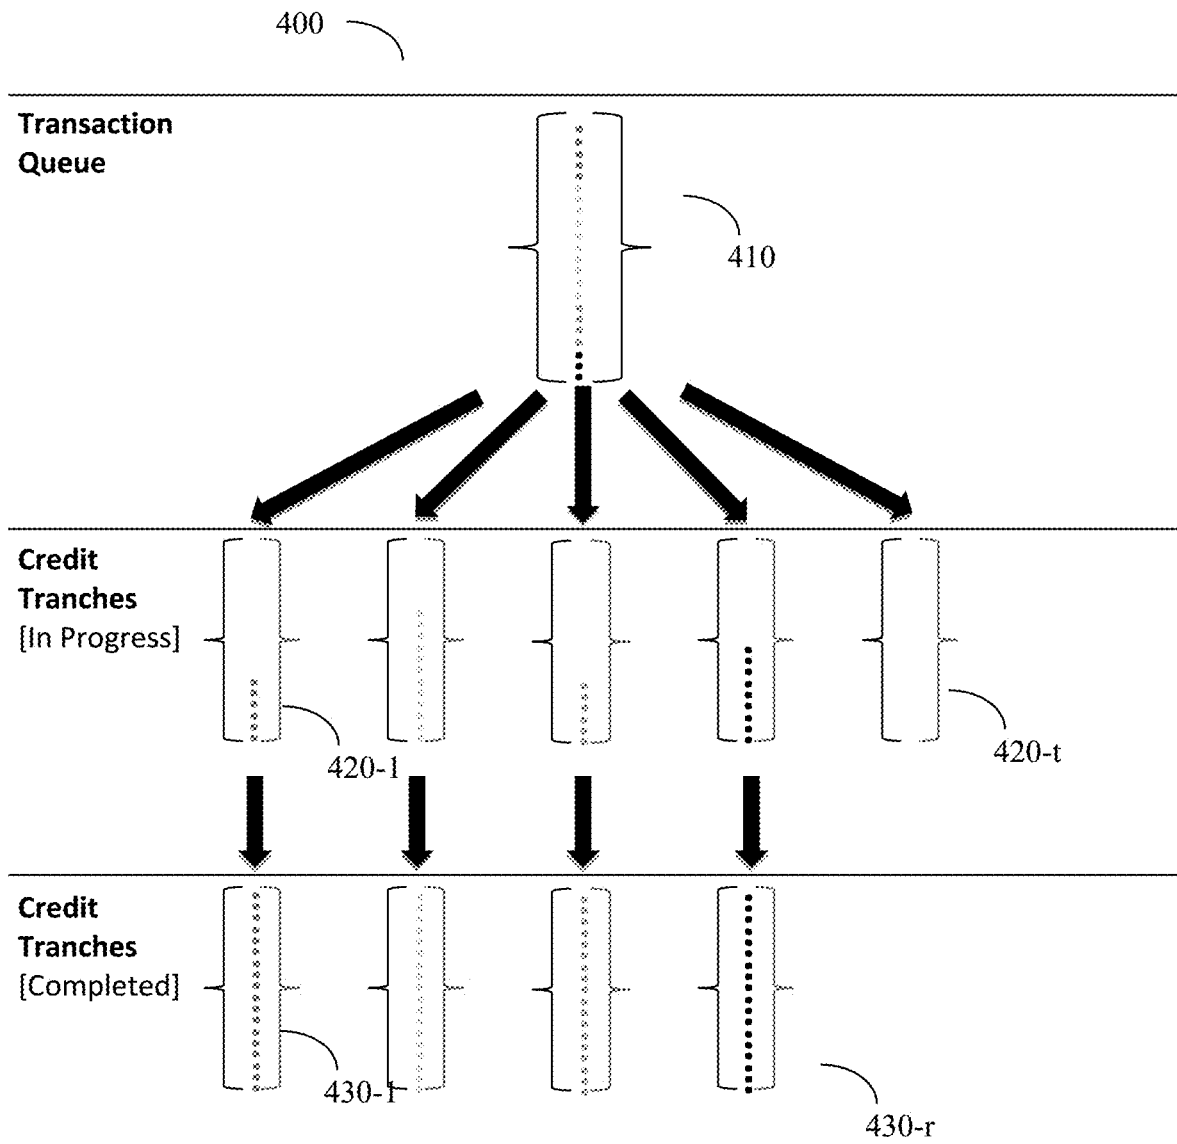 400
Transaction
Queue
410
Credit
Tranches
[In Progress]
420-1
420-t
Credit
Tranches
[Completed]
430-1
430-r